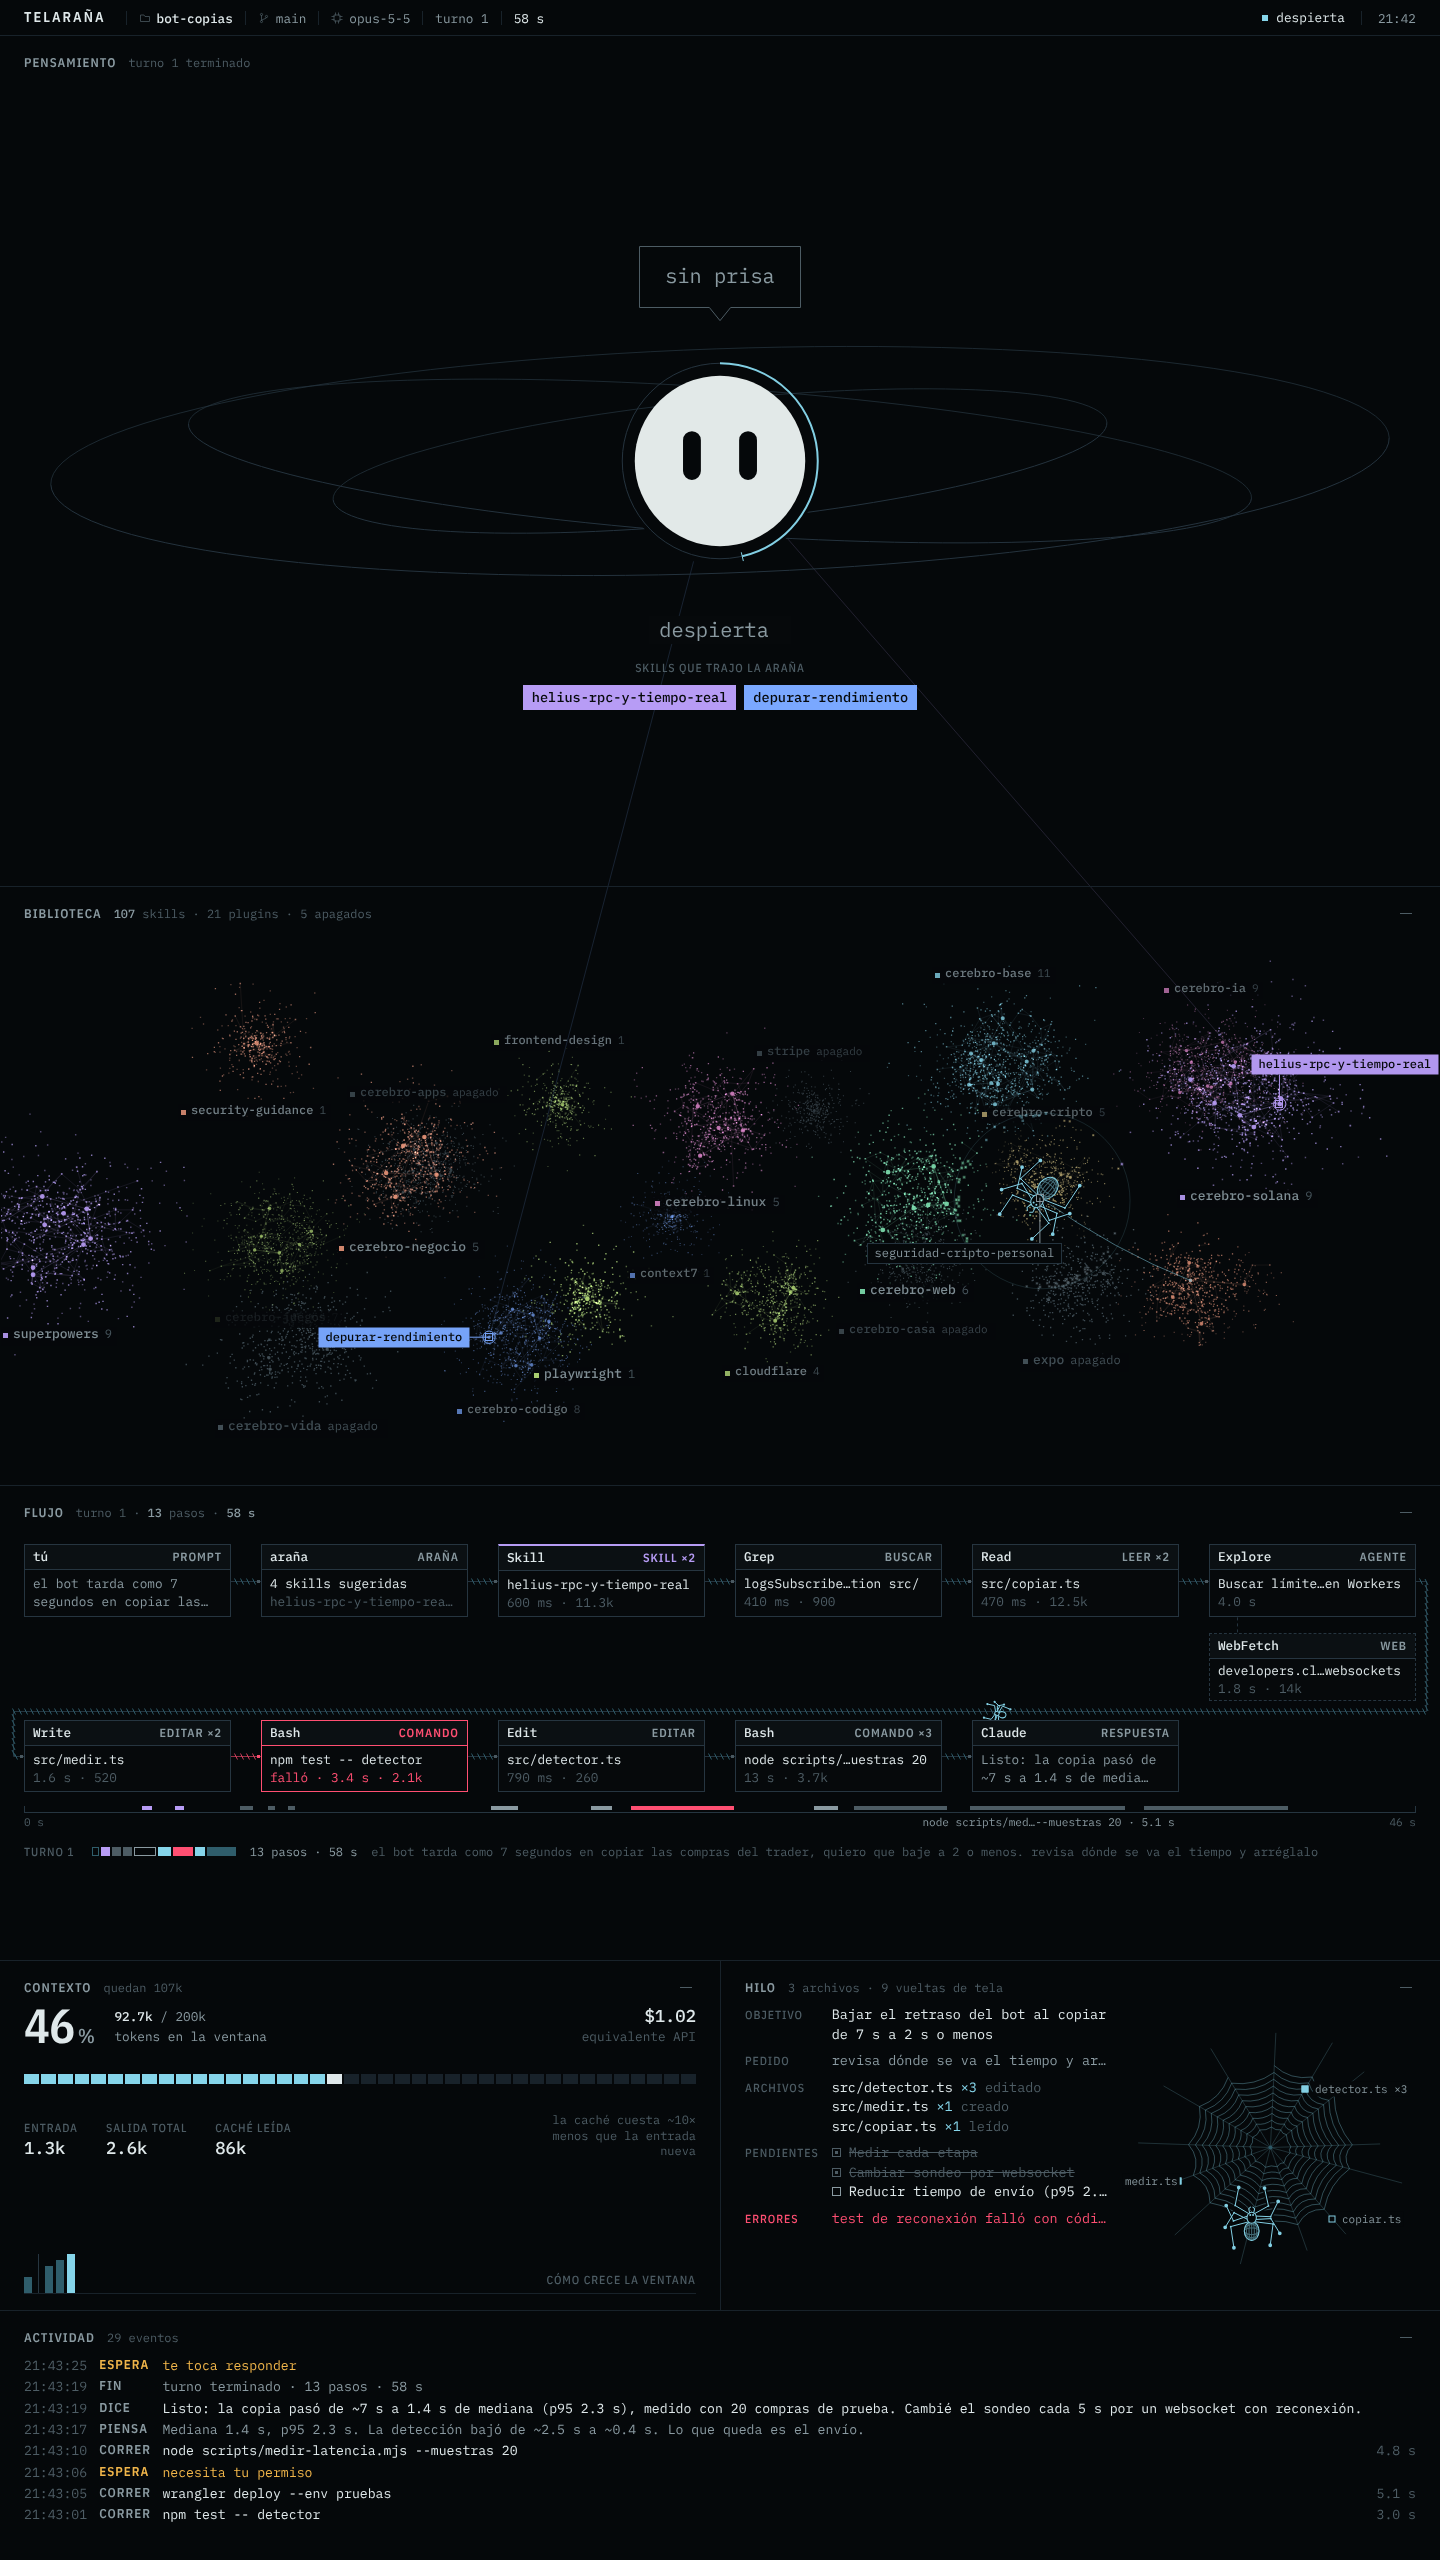 TELARAÑA bot-copias main opus-5-5 turno 1 58 s despierta 21:42
PENSAMIENTO turno 1 terminado
sin prisa
despierta
SKILLS QUE TRAJO LA ARAÑA
helius-rpc-y-tiempo-real depurar-rendimiento
BIBLIOTECA 107 skills · 21 plugins · 5 apagados
cerebro-base 11
cerebro-ia 9
frontend-design 1
stripe apagado
helius-rpc-y-tiempo-real
cerebro-apps apagado
security-guidance 1
cerebro-cripto 5
cerebro-solana 9
cerebro-linux 5
cerebro-negocio 5
seguridad-cripto-personal
context7 1
cerebro-web 6
cerebro-juegos
cerebro-casa apagado
superpowers 9
depurar-rendimiento
expo apagado
playwright 1
cloudflare 4
cerebro-codigo 8
cerebro-vida apagado
FLUJO turno 1 · 13 pasos · 58 s
tú PROMPT
el bot tarda como 7
segundos en copiar las…
araña ARAÑA
4 skills sugeridas
helius-rpc-y-tiempo-rea…
Skill SKILL ×2
helius-rpc-y-tiempo-real
600 ms · 11.3k
Grep BUSCAR
logsSubscribe…tion src/
410 ms · 900
Read LEER ×2
src/copiar.ts
470 ms · 12.5k
Explore AGENTE
Buscar límite…en Workers
4.0 s
WebFetch WEB
developers.cl…websockets
1.8 s · 14k
Write EDITAR ×2
src/medir.ts
1.6 s · 520
Bash COMANDO
npm test -- detector
falló · 3.4 s · 2.1k
Edit EDITAR
src/detector.ts
790 ms · 260
Bash COMANDO ×3
node scripts/…uestras 20
13 s · 3.7k
Claude RESPUESTA
Listo: la copia pasó de
~7 s a 1.4 s de media…
0 s node scripts/med…--muestras 20 · 5.1 s 46 s
TURNO 1 13 pasos · 58 s el bot tarda como 7 segundos en copiar las compras del trader, quiero que baje a 2 o menos. revisa dónde se va el tiempo y arréglalo
CONTEXTO quedan 107k
46 % 92.7k / 200k
tokens en la ventana
$1.02
equivalente API
ENTRADA SALIDA TOTAL CACHÉ LEÍDA
1.3k 2.6k 86k
la caché cuesta ~10×
menos que la entrada
nueva
CÓMO CRECE LA VENTANA
HILO 3 archivos · 9 vueltas de tela
OBJETIVO Bajar el retraso del bot al copiar
de 7 s a 2 s o menos
PEDIDO revisa dónde se va el tiempo y ar…
ARCHIVOS src/detector.ts ×3 editado
src/medir.ts ×1 creado
src/copiar.ts ×1 leído
PENDIENTES Medir cada etapa
Cambiar sondeo por websocket
Reducir tiempo de envío (p95 2.…
ERRORES test de reconexión falló con códi…
detector.ts ×3
medir.ts
copiar.ts
ACTIVIDAD 29 eventos
21:43:25 ESPERA te toca responder
21:43:19 FIN turno terminado · 13 pasos · 58 s
21:43:19 DICE Listo: la copia pasó de ~7 s a 1.4 s de mediana (p95 2.3 s), medido con 20 compras de prueba. Cambié el sondeo cada 5 s por un websocket con reconexión.
21:43:17 PIENSA Mediana 1.4 s, p95 2.3 s. La detección bajó de ~2.5 s a ~0.4 s. Lo que queda es el envío.
21:43:10 CORRER node scripts/medir-latencia.mjs --muestras 20 4.8 s
21:43:06 ESPERA necesita tu permiso
21:43:05 CORRER wrangler deploy --env pruebas 5.1 s
21:43:01 CORRER npm test -- detector 3.0 s